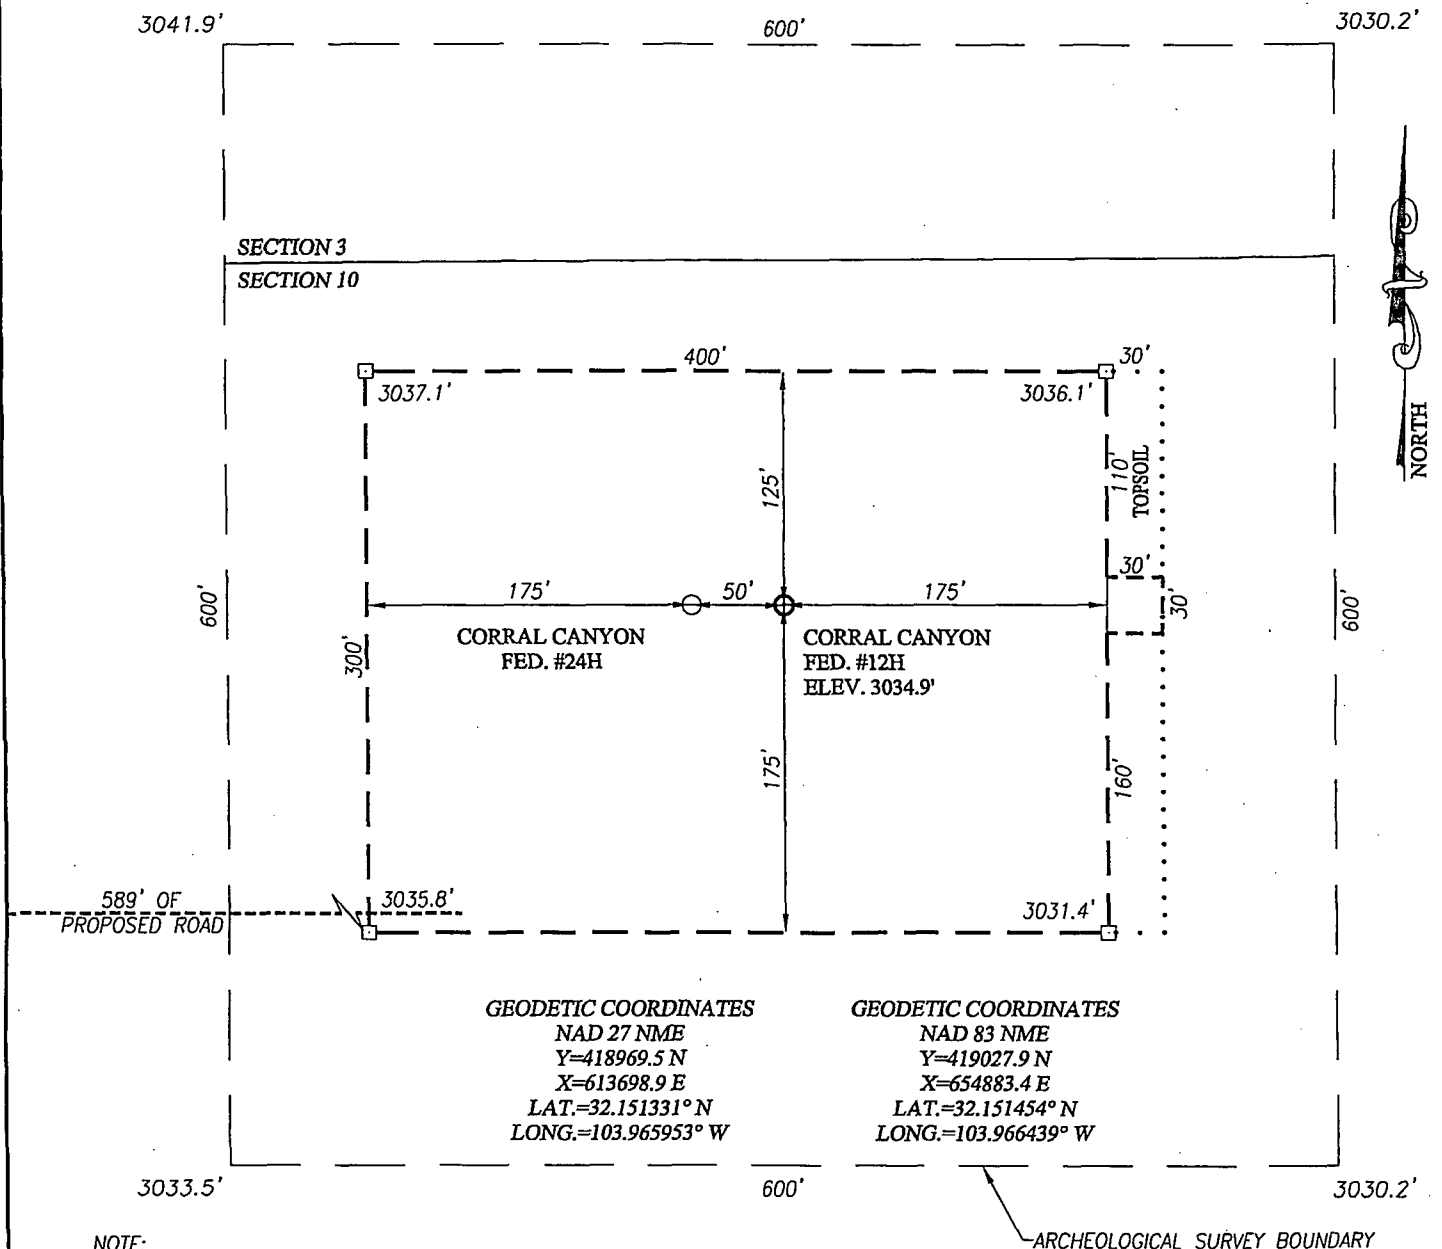 3041.9'
600'
3030.2'
SECTION 3
SECTION 10
400'
30'
3037.1'
3036.1'
110'
TOPSOIL
NORTH
125'
30'
175'
50'
175'
30'
600'
600'
CORRAL CANYON
FED. #24H
CORRAL CANYON
FED. #12H
ELEV. 3034.9'
300'
175'
160'
589' OF
PROPOSED ROAD
3035.8'
3031.4'
GEODETIC COORDINATES
NAD 27 NME
Y=418969.5 N
X=613698.9 E
LAT.=32.151331° N
LONG.=103.965953° W
GEODETIC COORDINATES
NAD 83 NME
Y=419027.9 N
X=654883.4 E
LAT.=32.151454° N
LONG.=103.966439° W
3033.5'
600'
3030.2'
NOTE:
ARCHEOLOGICAL SURVEY BOUNDARY